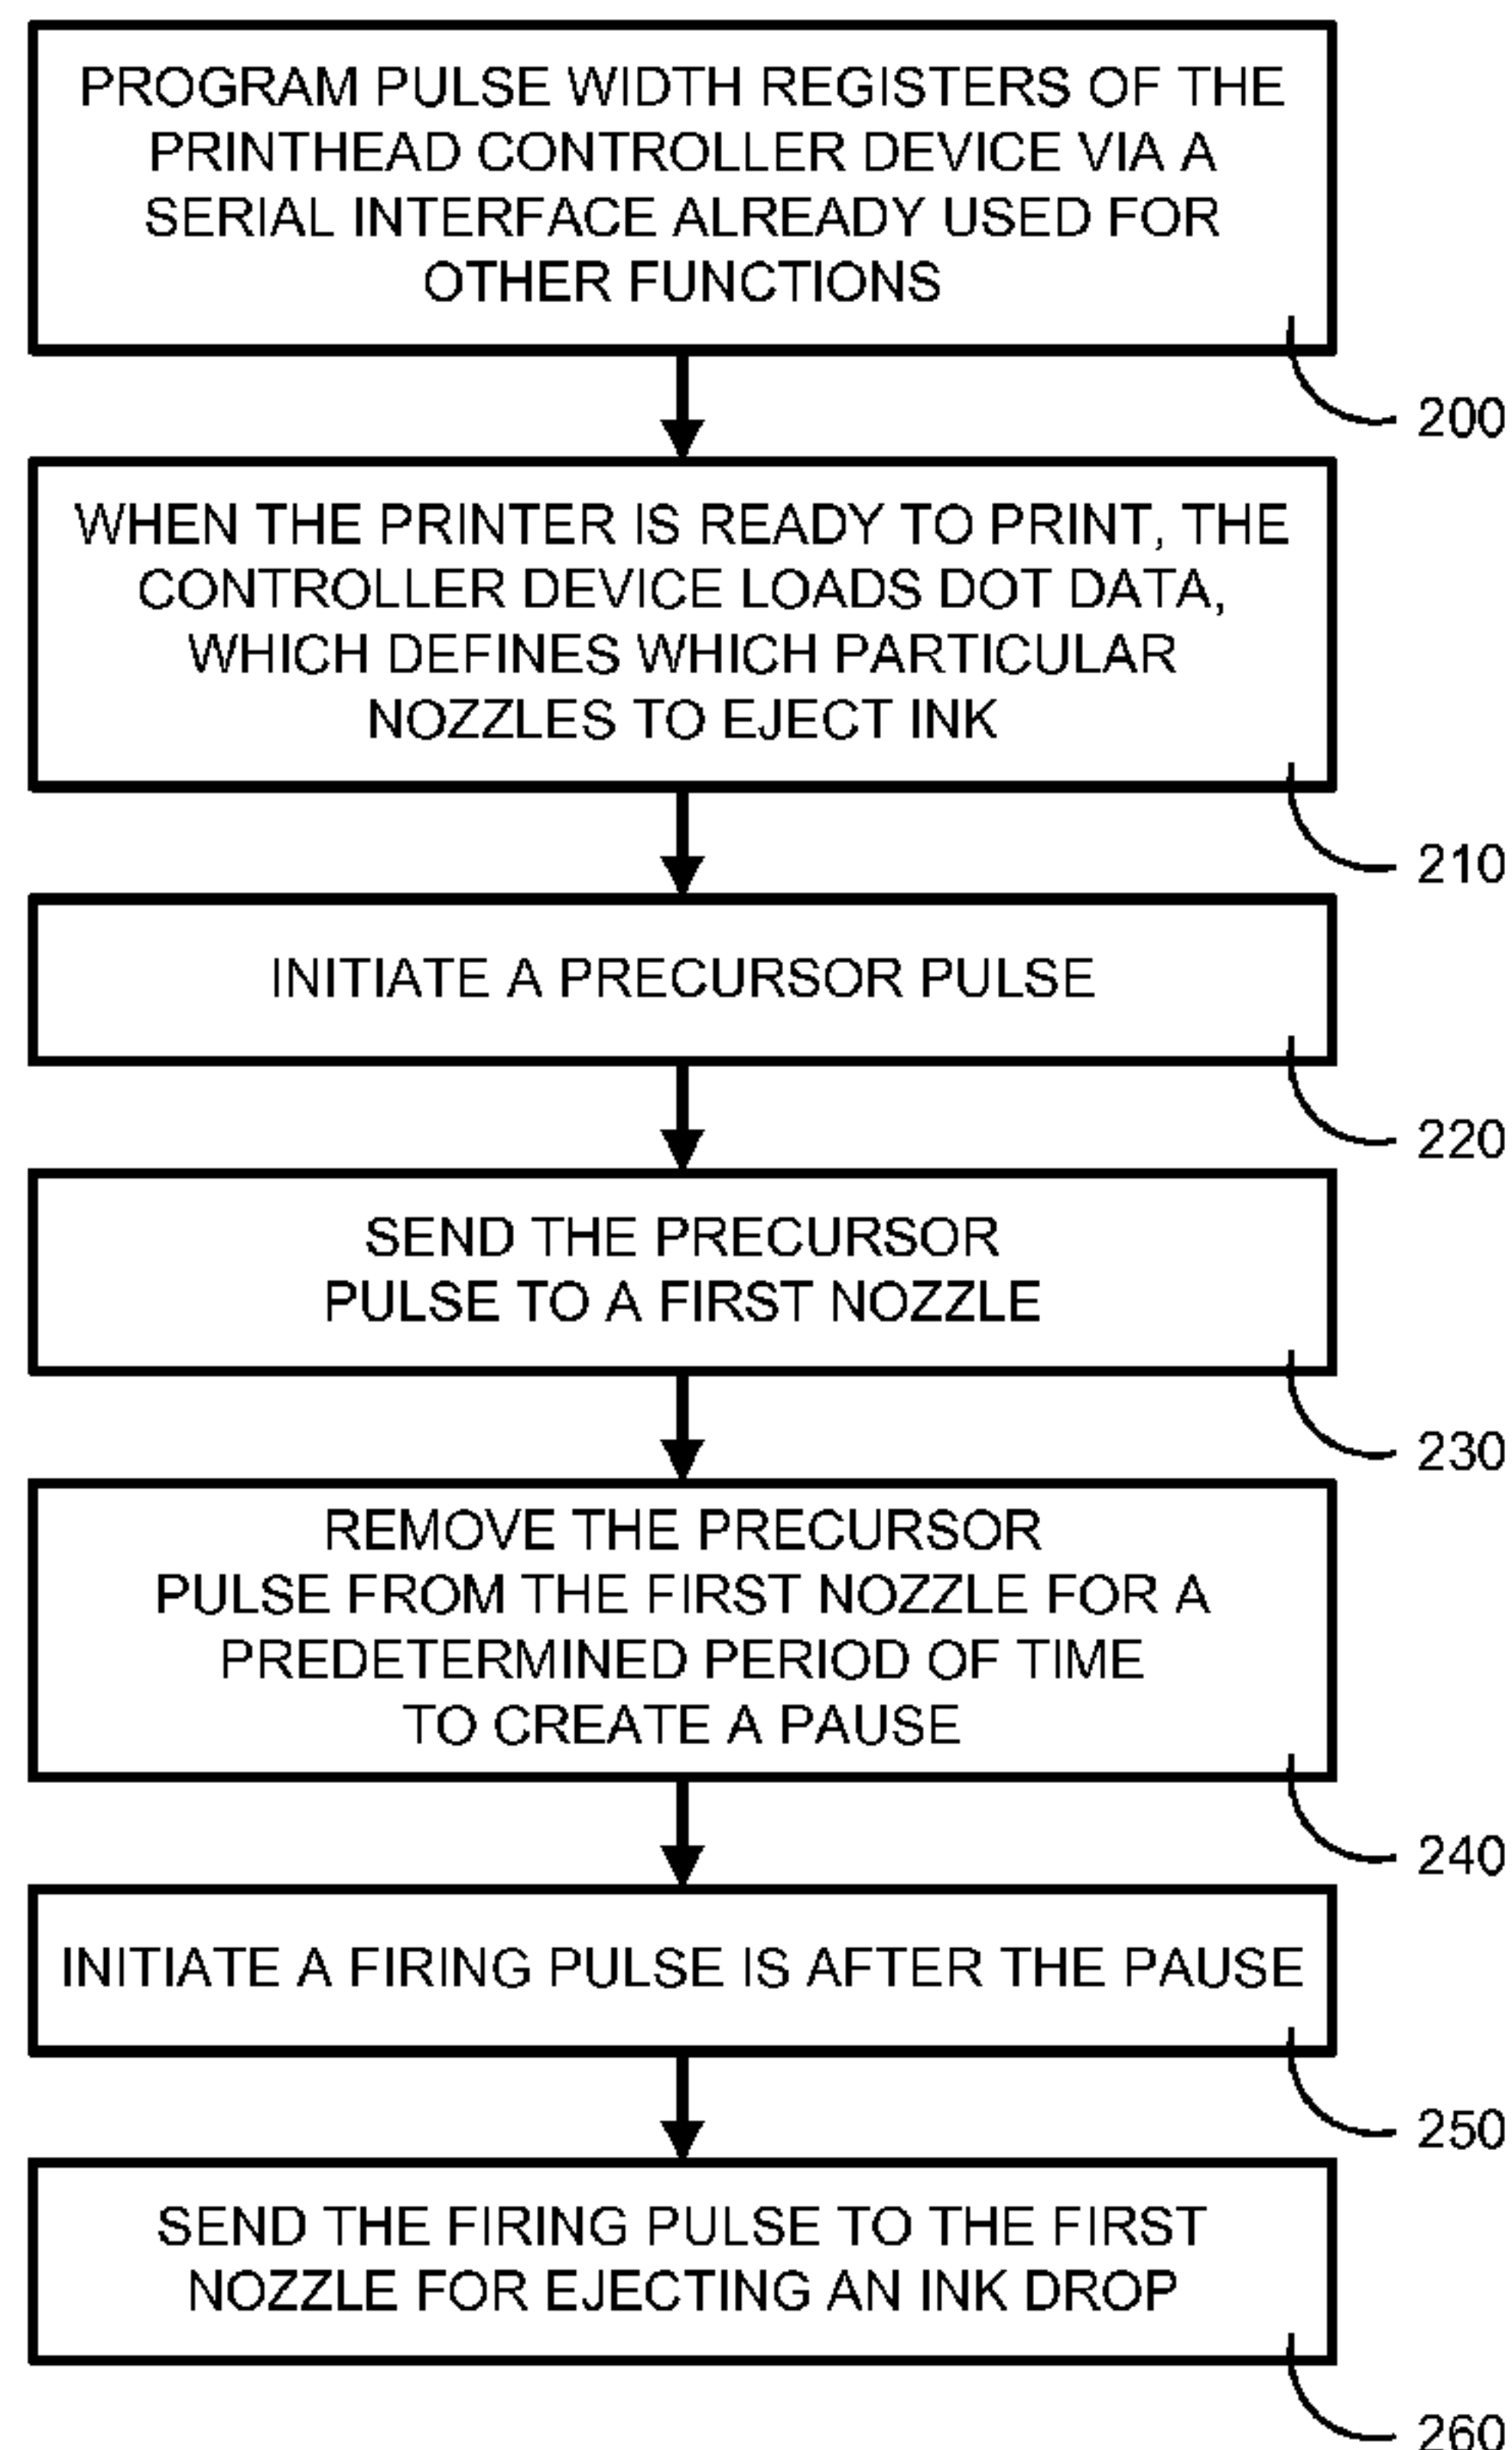 PROGRAM PULSE WIDTH REGISTERS OF THE
PRINTHEAD CONTROLLER DEVICE VIA A
SERIAL INTERFACE ALREADY USED FOR
OTHER FUNCTIONS
200
WHEN THE PRINTER IS READY TO PRINT, THE
CONTROLLER DEVICE LOADS DOT DATA,
WHICH DEFINES WHICH PARTICULAR
NOZZLES TO EJECT INK
210
INITIATE A PRECURSOR PULSE
220
SEND THE PRECURSOR
PULSE TO A FIRST NOZZLE
230
REMOVE THE PRECURSOR
PULSE FROM THE FIRST NOZZLE FOR A
PREDETERMINED PERIOD OF TIME
TO CREATE A PAUSE
240
INITIATE A FIRING PULSE IS AFTER THE PAUSE
250
SEND THE FIRING PULSE TO THE FIRST
NOZZLE FOR EJECTING AN INK DROP
260